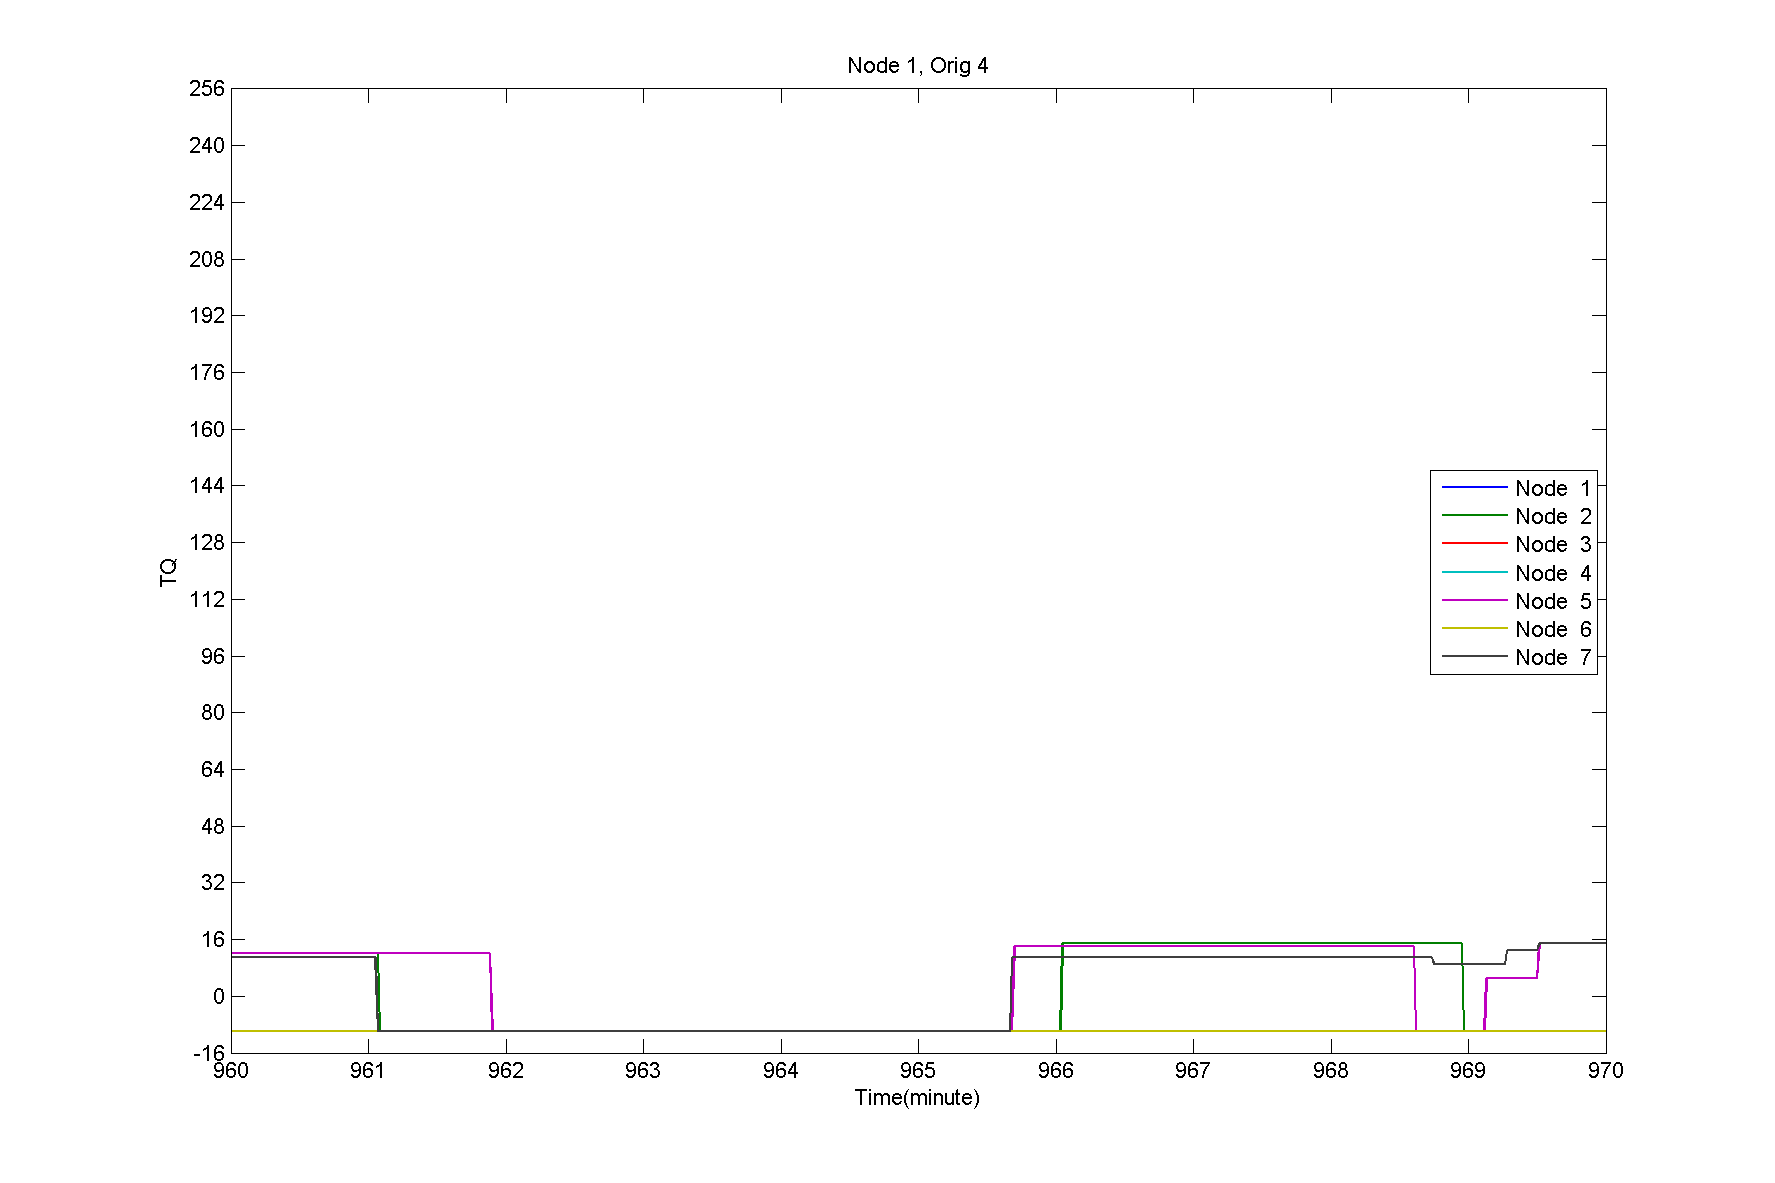 Node 1, Orig 4
256
240
224
208
192
176
160
144
128
112
96
80
64
48
32
16
0
-16
TQ
Node 1
Node 2
Node 3
Node 4
Node 5
Node 6
Node 7
960 961 962 963 964 965 966 967 968 969 970
Time(minute)